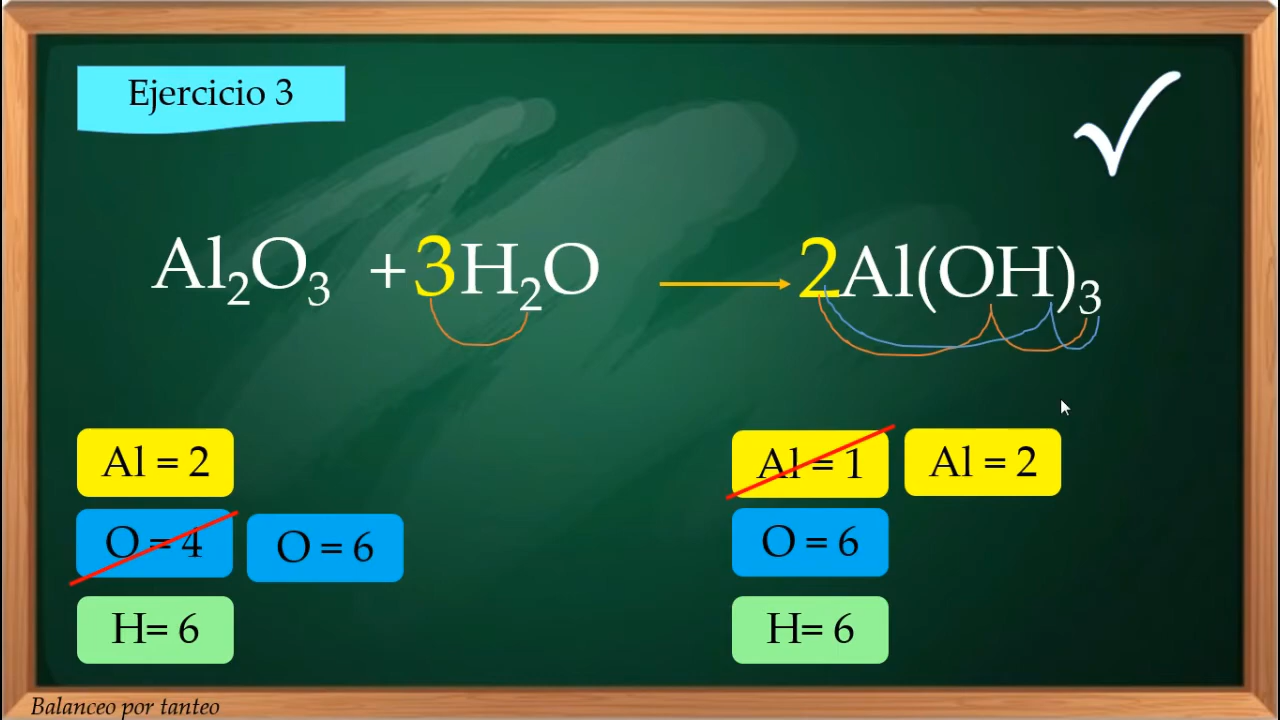 Ejercicio 3
Al₂O₃ + 3H₂O → 2Al(OH)₃
Al = 2
Al = 1
Al = 2
O = 4
O = 6
O = 6
H= 6
H= 6
Balanceo por tanteo